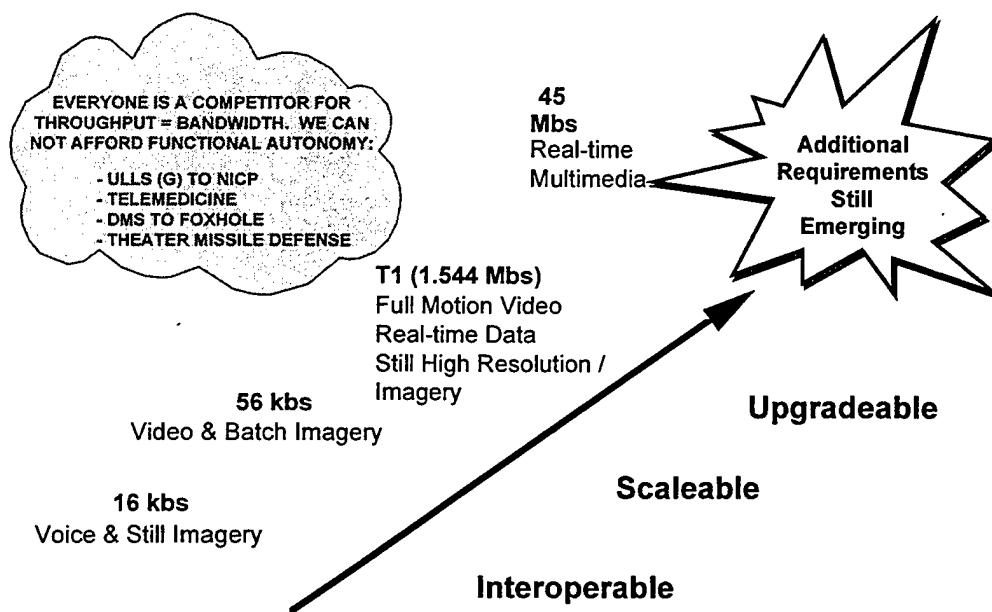 EVERYONE IS A COMPETITOR FOR
THROUGHPUT = BANDWIDTH. WE CAN
NOT AFFORD FUNCTIONAL AUTONOMY:
- ULLS (G) TO NICP
- TELEMEDICINE
- DMS TO FOXHOLE
- THEATER MISSILE DEFENSE
45
Mbs
Real-time
Multimedia
Additional
Requirements
Still
Emerging
T1 (1.544 Mbs)
Full Motion Video
Real-time Data
Still High Resolution /
Imagery
56 kbs
Video & Batch Imagery
16 kbs
Voice & Still Imagery
Upgradeable
Scaleable
Interoperable